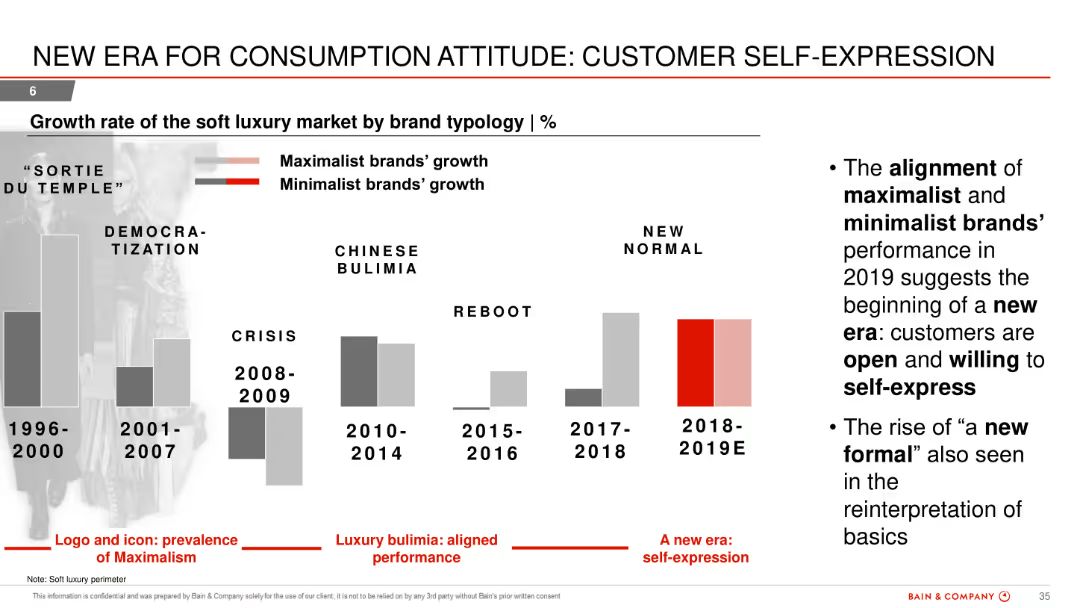 NEW ERA FOR CONSUMPTION ATTITUDE: CUSTOMER SELF-EXPRESSION
6
Growth rate of the soft luxury market by brand typology | %
Maximalist brands’ growth
Minimalist brands’ growth
“SORTIE
DU TEMPLE”
DEMOCRA-
TIZATION
CRISIS
CHINESE
BULIMIA
REBOOT
NEW
NORMAL
1996-
2000
2001-
2007
2008-
2009
2010-
2014
2015-
2016
2017-
2018
2018-
2019E
Logo and icon: prevalence
of Maximalism
Luxury bulimia: aligned
performance
A new era:
self-expression
• The alignment of
maximalist and
minimalist brands’
performance in
2019 suggests the
beginning of a new
era: customers are
open and willing to
self-express
• The rise of “a new
formal” also seen
in the
reinterpretation of
basics
Note: Soft luxury perimeter
This information is confidential and was prepared by Bain & Company solely for the use of our client; it is not to be relied on by any 3rd party without Bain's prior written consent
BAIN & COMPANY
35